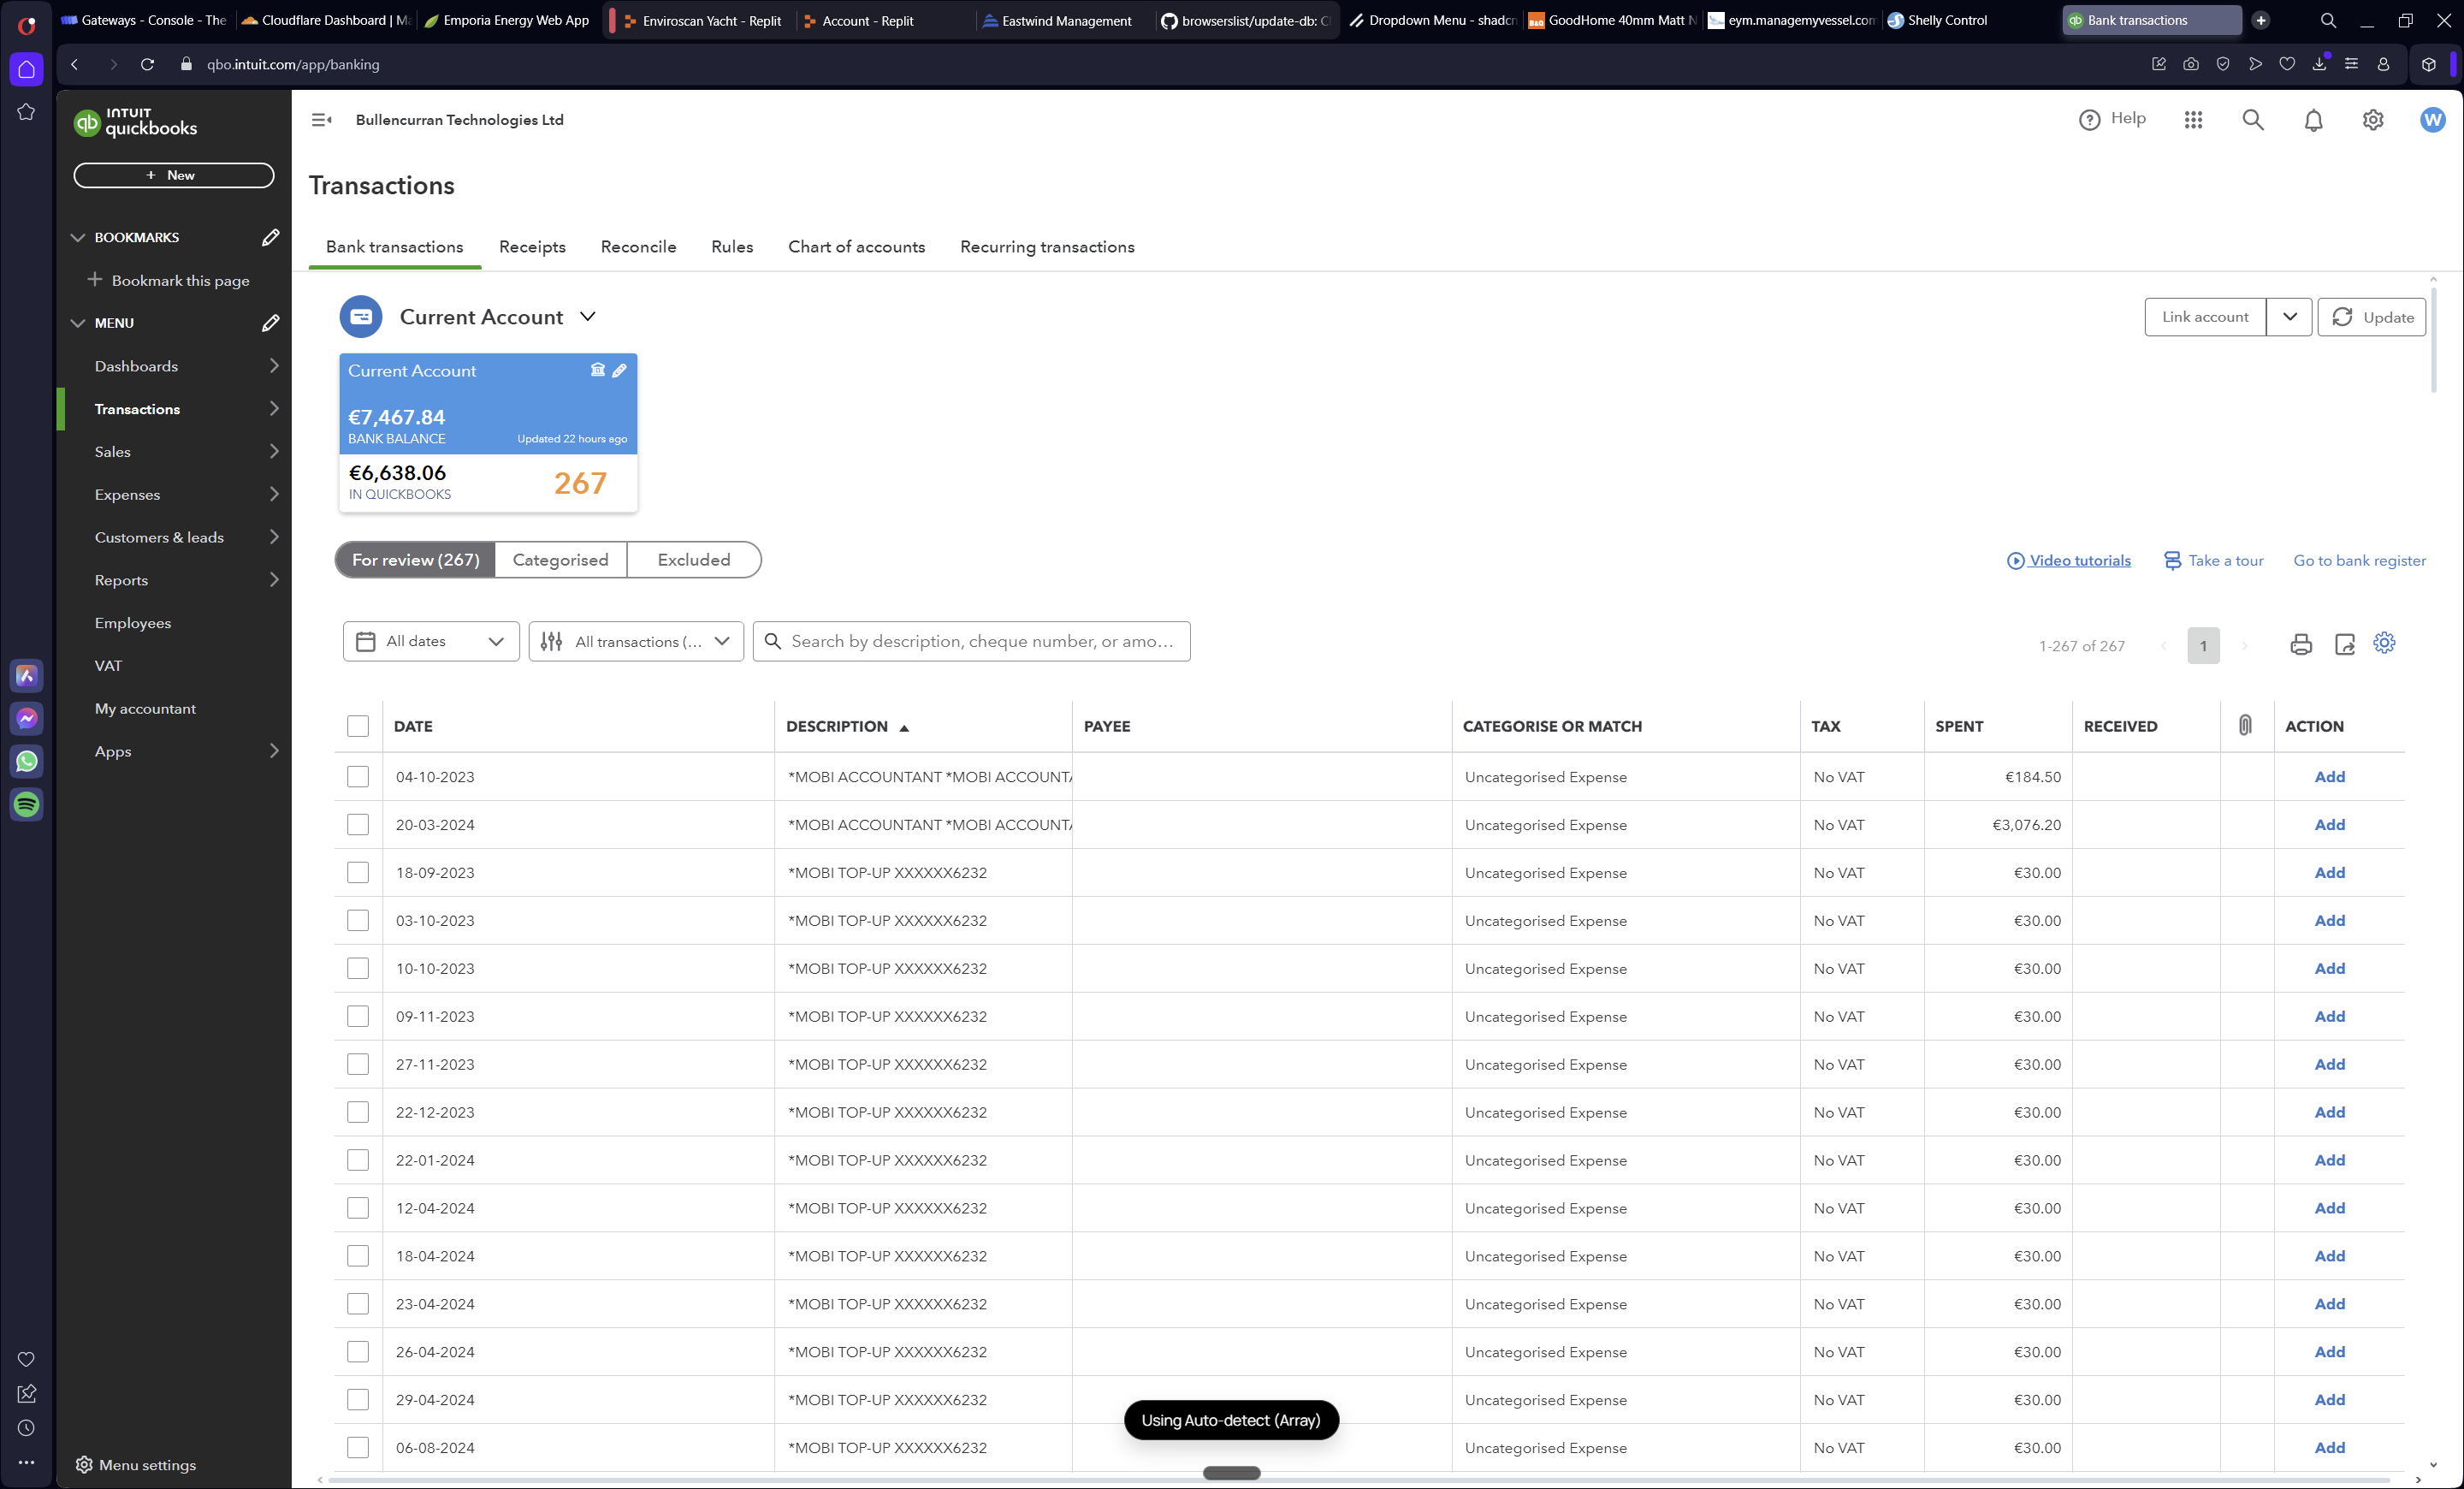 Gateways - Console - The
Cloudflare Dashboard | Ma
Emporia Energy Web App
Enviroscan Yacht - Replit
Account - Replit
Eastwind Management
browserslist/update-db: C
Dropdown Menu - shadcn
GoodHome 40mm Matt N
eym.managemyvessel.com
Shelly Control
Bank transactions
qbo.intuit.com/app/banking
INTUIT
quickbooks
Bullencurran Technologies Ltd
Help
W
+ New
Transactions
BOOKMARKS
Bookmark this page
MENU
Dashboards
Transactions
Sales
Expenses
Customers & leads
Reports
Employees
VAT
My accountant
Apps
Menu settings
Bank transactions
Receipts
Reconcile
Rules
Chart of accounts
Recurring transactions
Current Account
Link account
Update
Current Account
€7,467.84
BANK BALANCE
Updated 22 hours ago
€6,638.06
IN QUICKBOOKS
267
For review (267)
Categorised
Excluded
Video tutorials
Take a tour
Go to bank register
All dates
All transactions (...
Search by description, cheque number, or amo...
1-267 of 267
1
DATE DESCRIPTION PAYEE CATEGORISE OR MATCH TAX SPENT RECEIVED ACTION
04-10-2023 *MOBI ACCOUNTANT *MOBI ACCOUNTA Uncategorised Expense No VAT €184.50 Add
20-03-2024 *MOBI ACCOUNTANT *MOBI ACCOUNTA Uncategorised Expense No VAT €3,076.20 Add
18-09-2023 *MOBI TOP-UP XXXXXX6232 Uncategorised Expense No VAT €30.00 Add
03-10-2023 *MOBI TOP-UP XXXXXX6232 Uncategorised Expense No VAT €30.00 Add
10-10-2023 *MOBI TOP-UP XXXXXX6232 Uncategorised Expense No VAT €30.00 Add
09-11-2023 *MOBI TOP-UP XXXXXX6232 Uncategorised Expense No VAT €30.00 Add
27-11-2023 *MOBI TOP-UP XXXXXX6232 Uncategorised Expense No VAT €30.00 Add
22-12-2023 *MOBI TOP-UP XXXXXX6232 Uncategorised Expense No VAT €30.00 Add
22-01-2024 *MOBI TOP-UP XXXXXX6232 Uncategorised Expense No VAT €30.00 Add
12-04-2024 *MOBI TOP-UP XXXXXX6232 Uncategorised Expense No VAT €30.00 Add
18-04-2024 *MOBI TOP-UP XXXXXX6232 Uncategorised Expense No VAT €30.00 Add
23-04-2024 *MOBI TOP-UP XXXXXX6232 Uncategorised Expense No VAT €30.00 Add
26-04-2024 *MOBI TOP-UP XXXXXX6232 Uncategorised Expense No VAT €30.00 Add
29-04-2024 *MOBI TOP-UP XXXXXX6232 Uncategorised Expense No VAT €30.00 Add
06-08-2024 *MOBI TOP-UP XXXXXX6232 Uncategorised Expense No VAT €30.00 Add
Using Auto-detect (Array)